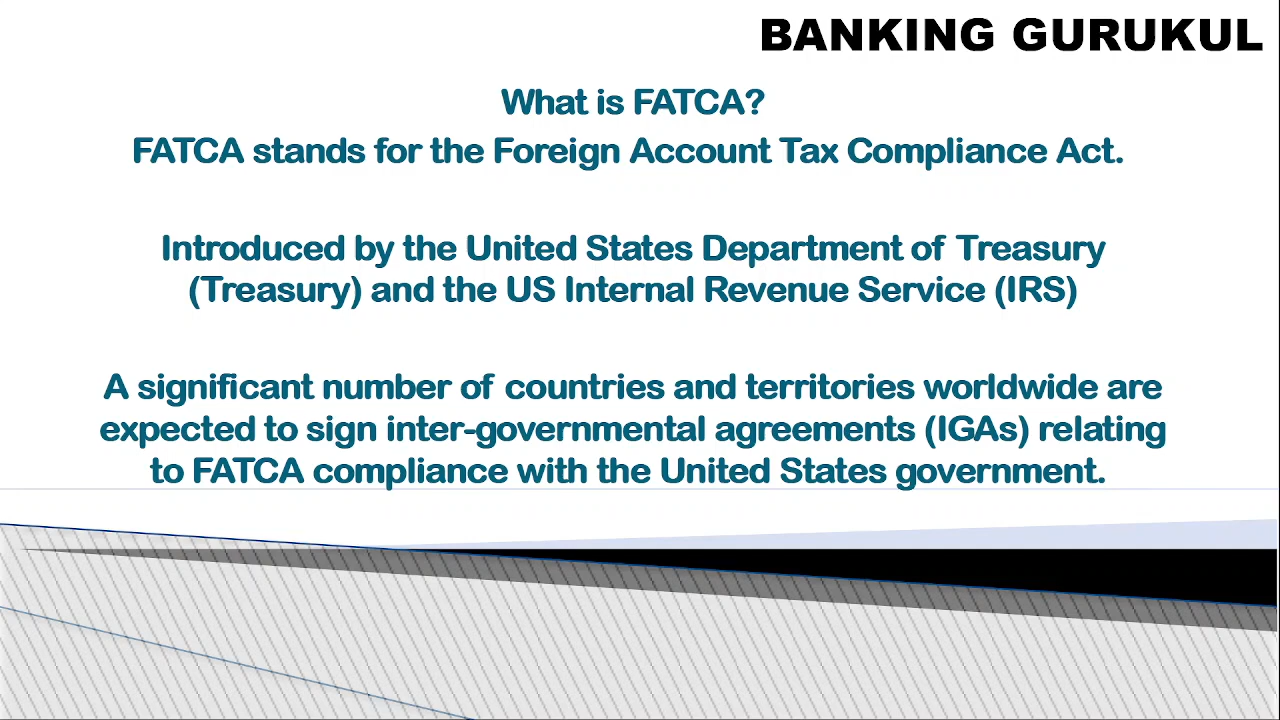 BANKING GURUKUL
What is FATCA?
FATCA stands for the Foreign Account Tax Compliance Act.
Introduced by the United States Department of Treasury
(Treasury) and the US Internal Revenue Service (IRS)
A significant number of countries and territories worldwide are
expected to sign inter-governmental agreements (IGAs) relating
to FATCA compliance with the United States government.